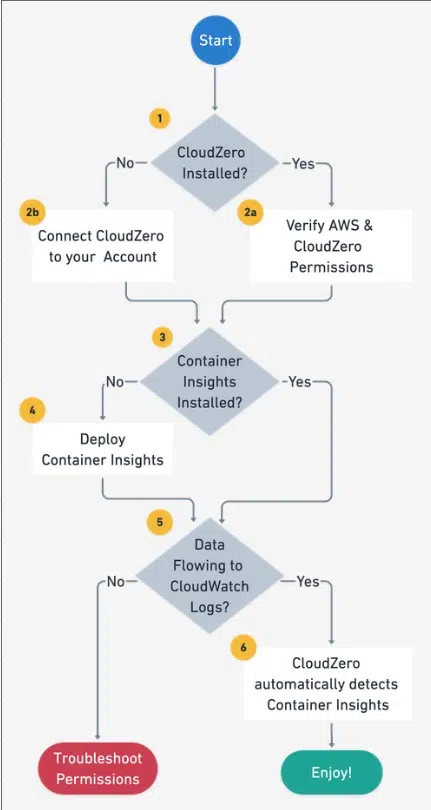 Start
1
CloudZero
Installed?
No
Yes
2b
Connect CloudZero
to your Account
2a
Verify AWS &
CloudZero
Permissions
3
Container
Insights
Installed?
No
Yes
4
Deploy
Container Insights
5
Data
Flowing to
CloudWatch
Logs?
No
Yes
6
CloudZero
automatically detects
Container Insights
Troubleshoot
Permissions
Enjoy!